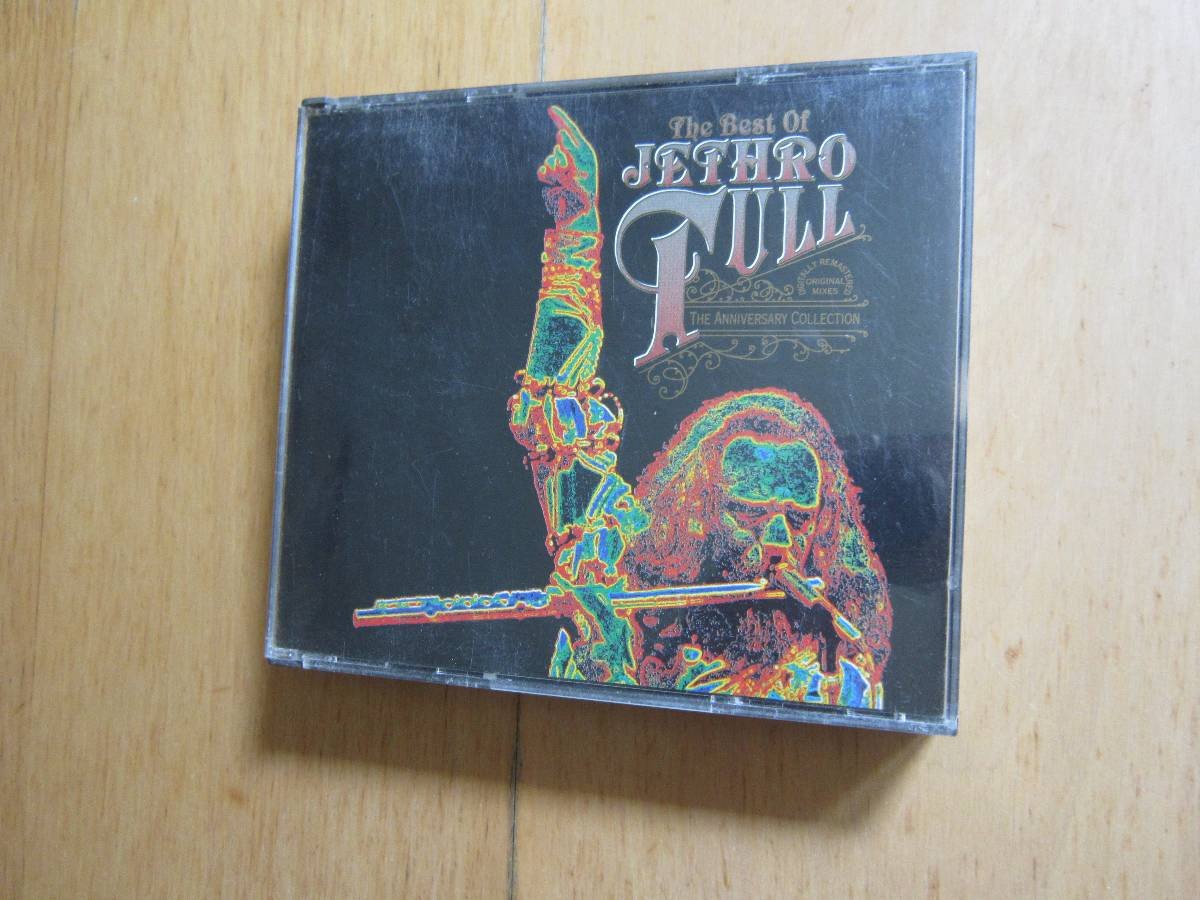 The Best Of
JETHRO
TULL
DIGITALLY REMASTERED
ORIGINAL
MIXES
THE ANNIVERSARY COLLECTION